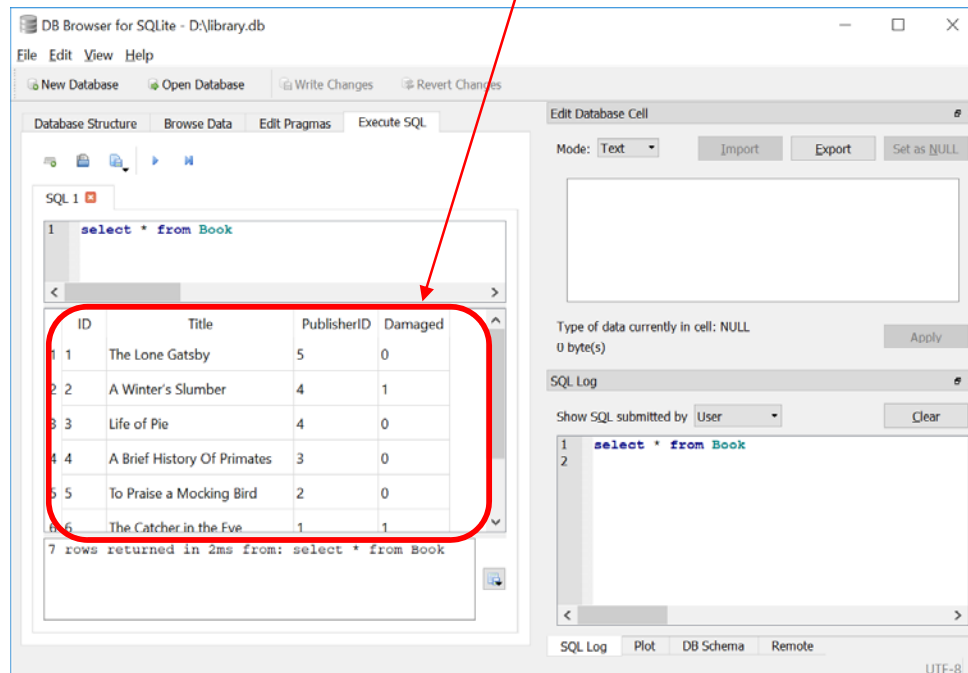 DB Browser for SQLite - D:\library.db
File Edit View Help
New Database Open Database Write Changes Revert Changes
Database Structure Browse Data Edit Pragmas Execute SQL
SQL 1
1 select * from Book
ID Title PublisherID Damaged
1 1 The Lone Gatsby 5 0
2 2 A Winter's Slumber 4 1
3 3 Life of Pie 4 0
4 4 A Brief History Of Primates 3 0
5 5 To Praise a Mocking Bird 2 0
6 6 The Catcher in the Eye 1 1
7 rows returned in 2ms from: select * from Book
Edit Database Cell
Mode: Text Import Export Set as NULL
Type of data currently in cell: NULL
0 byte(s)
Apply
SQL Log
Show SQL submitted by User Clear
1 select * from Book
2
SQL Log Plot DB Schema Remote
UTF-8